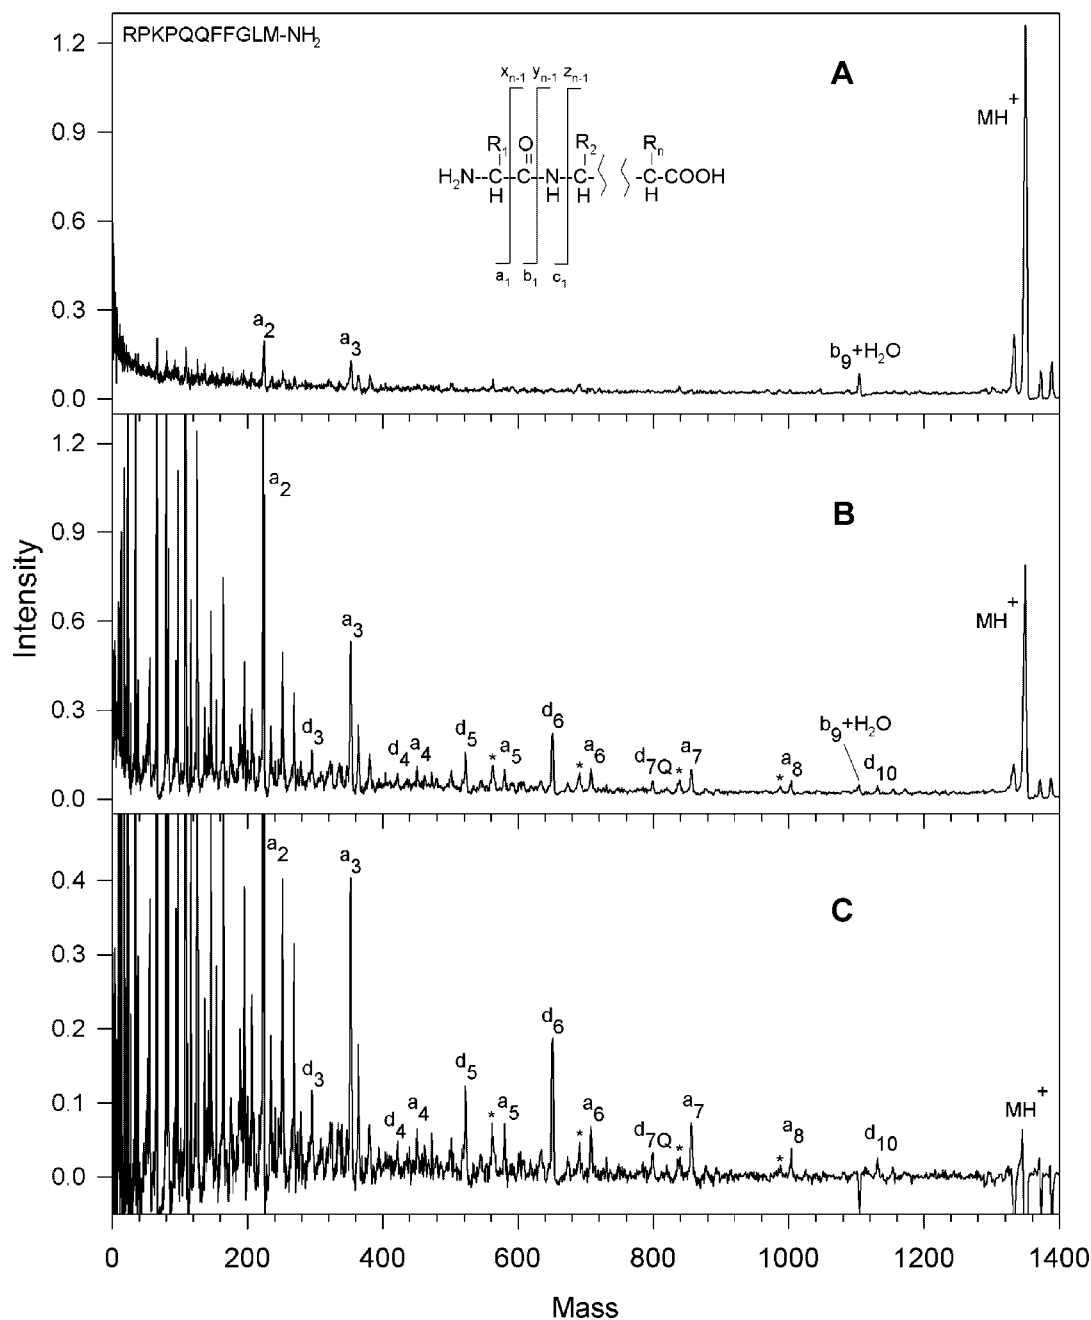 RPKPQQFFGLM-NH₂
A
xₙ₋₁ yₙ₋₁ zₙ₋₁
R₁ O R₂ Rₙ
H₂N C C N C C COOH
H H H H
a₁ b₁ c₁
MH⁺
a₂ a₃ b₉+H₂O
1.2
0.9
0.6
0.3
0.0
B
a₂
a₃
MH⁺
d₃ d₄ a₄ d₅ * a₅ d₆ * a₆ d₇Q * a₇ * a₈ b₉+H₂O d₁₀
1.2
0.9
0.6
0.3
0.0
Intensity
C
a₂ a₃
d₃ d₄ a₄ d₅ * a₅ d₆ * a₆ d₇Q * a₇ * a₈ d₁₀ MH⁺
0.4
0.3
0.2
0.1
0.0
0 200 400 600 800 1000 1200 1400
Mass